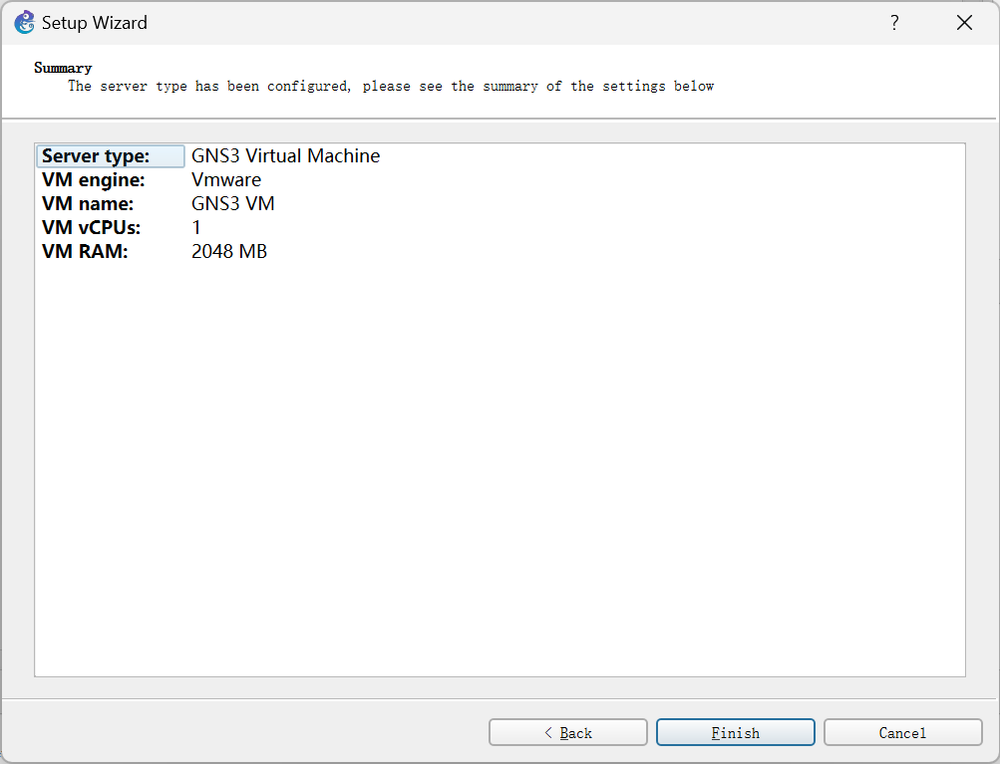 Setup Wizard ?
Summary
The server type has been configured, please see the summary of the settings below
Server type: GNS3 Virtual Machine
VM engine: Vmware
VM name: GNS3 VM
VM vCPUs: 1
VM RAM: 2048 MB
< Back Finish Cancel